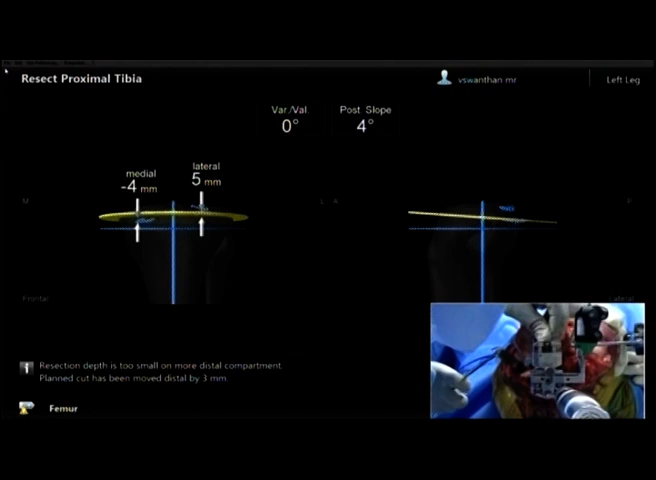 Resect Proximal Tibia
vswanthan mr
Left Leg
Var./Val. Post. Slope
0° 4°
medial lateral
-4 mm 5 mm
M L A P
Frontal Lateral
Resection depth is too small on more distal compartment.
Planned cut has been moved distal by 3 mm.
Femur